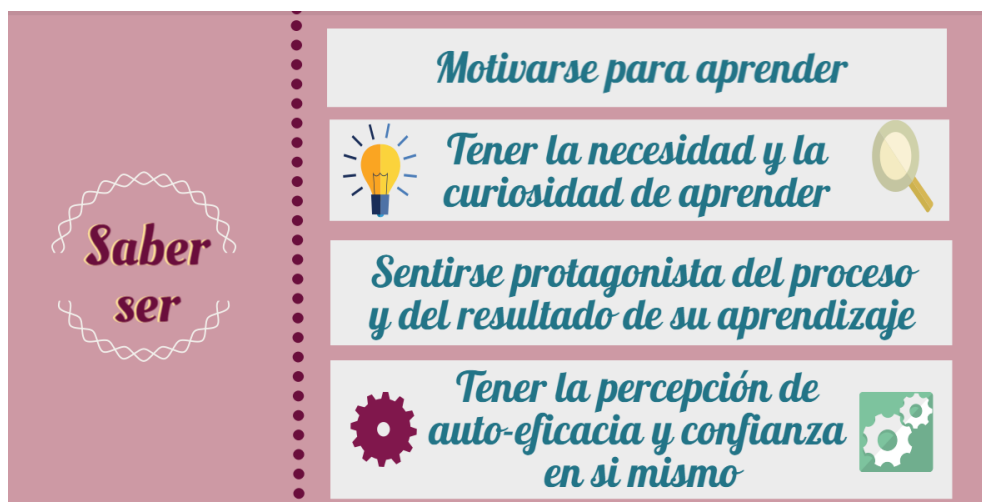 Saber
ser
Motivarse para aprender
Tener la necesidad y la
curiosidad de aprender
Sentirse protagonista del proceso
y del resultado de su aprendizaje
Tener la percepción de
auto-eficacia y confianza
en si mismo